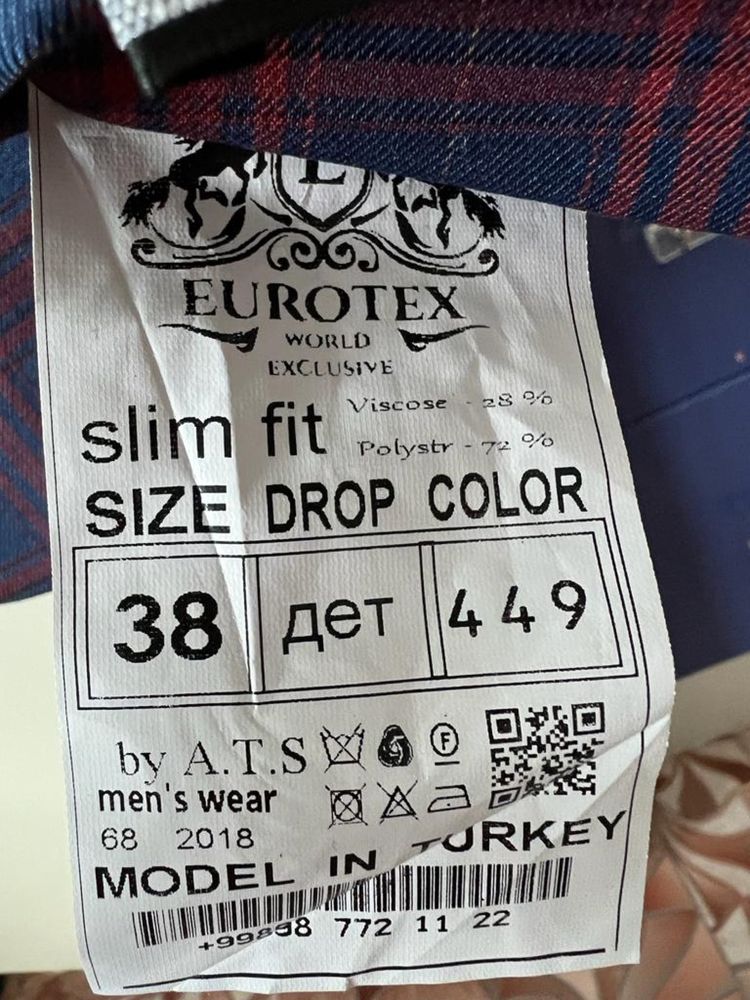 L
EUROTEX
WORLD
EXCLUSIVE
slim fit
Viscose - 28 %
Polystr - 72 %
SIZE DROP COLOR
38 дет 449
by A.T.S
F
men's wear
68 2018
MODEL IN TURKEY
772 11 22